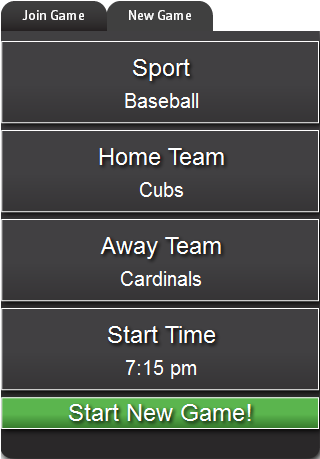 Join Game
New Game
Sport
Baseball
Home Team
Cubs
Away Team
Cardinals
Start Time
7:15 pm
Start New Game!